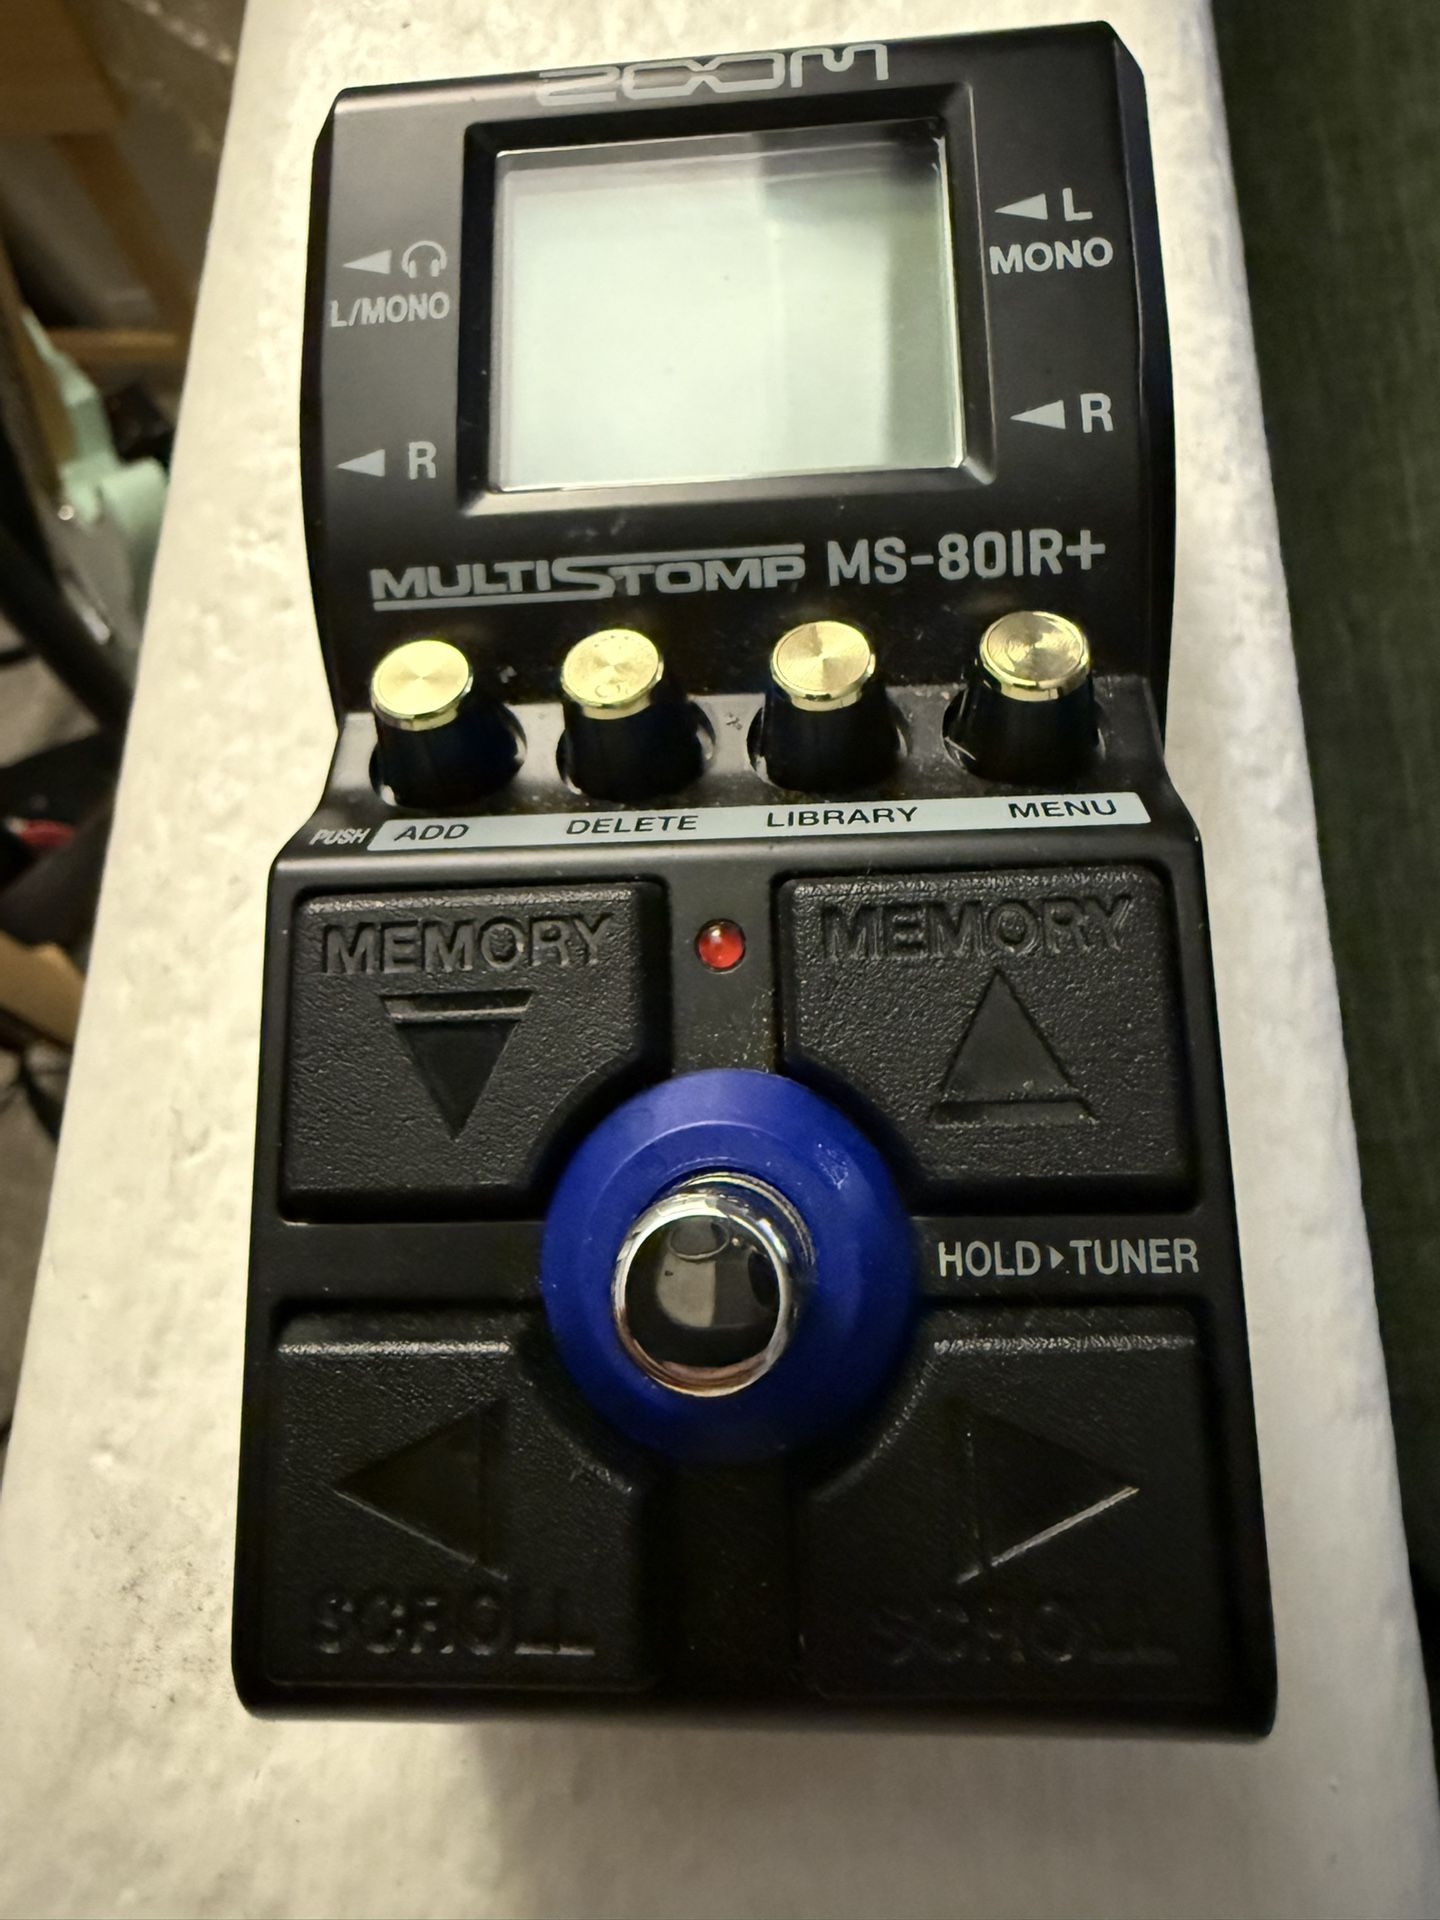 ZOOM
L
MONO
L/MONO
R
R
MULTISTOMP MS-80IR+
PUSH ADD DELETE LIBRARY MENU
MEMORY MEMORY
HOLD▸TUNER
SCROLL SCROLL